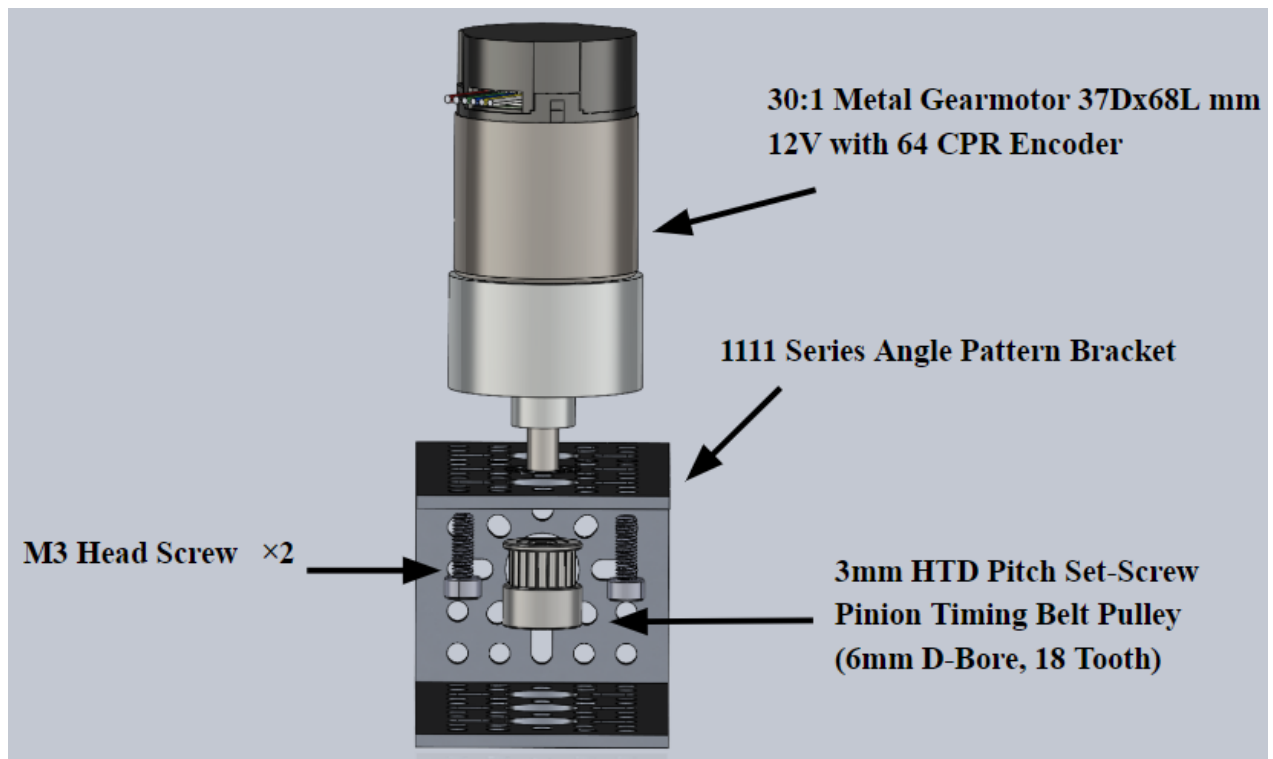 30:1 Metal Gearmotor 37Dx68L mm
12V with 64 CPR Encoder
1111 Series Angle Pattern Bracket
M3 Head Screw ×2
3mm HTD Pitch Set-Screw
Pinion Timing Belt Pulley
(6mm D-Bore, 18 Tooth)